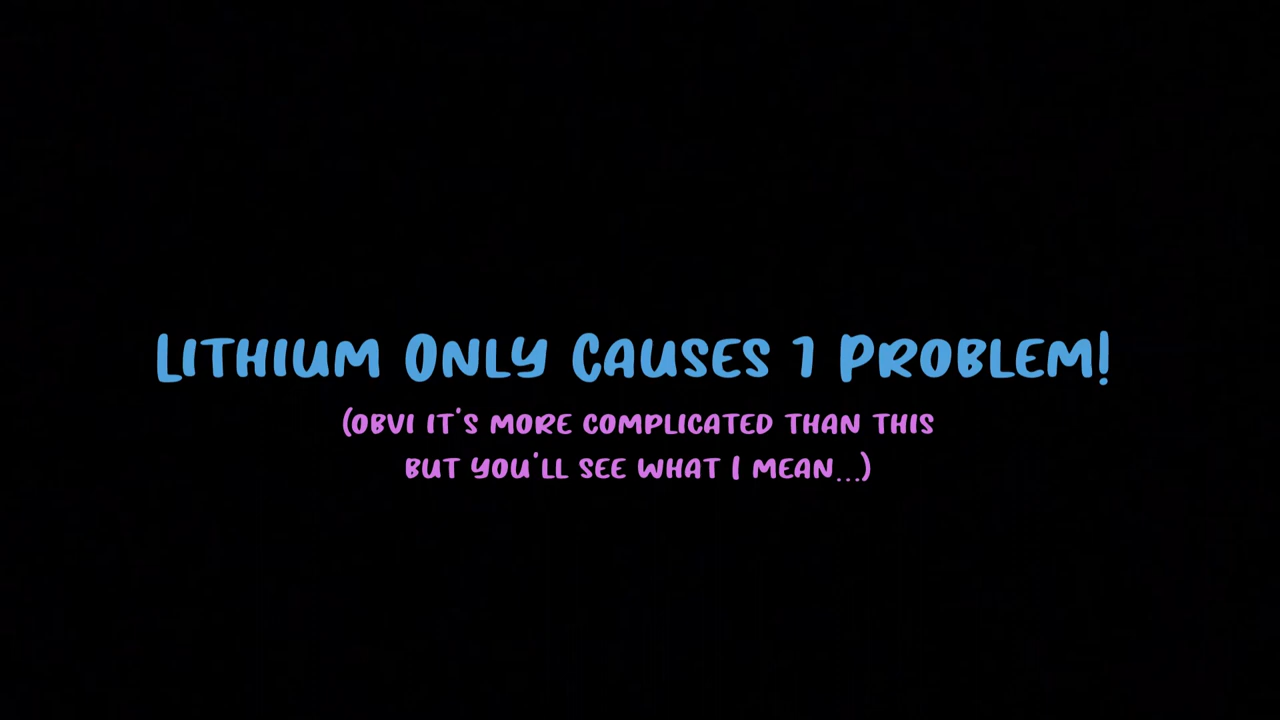 Lithium Only Causes 1 Problem!
(obvi it's more complicated than this
but you'll see what I mean...)